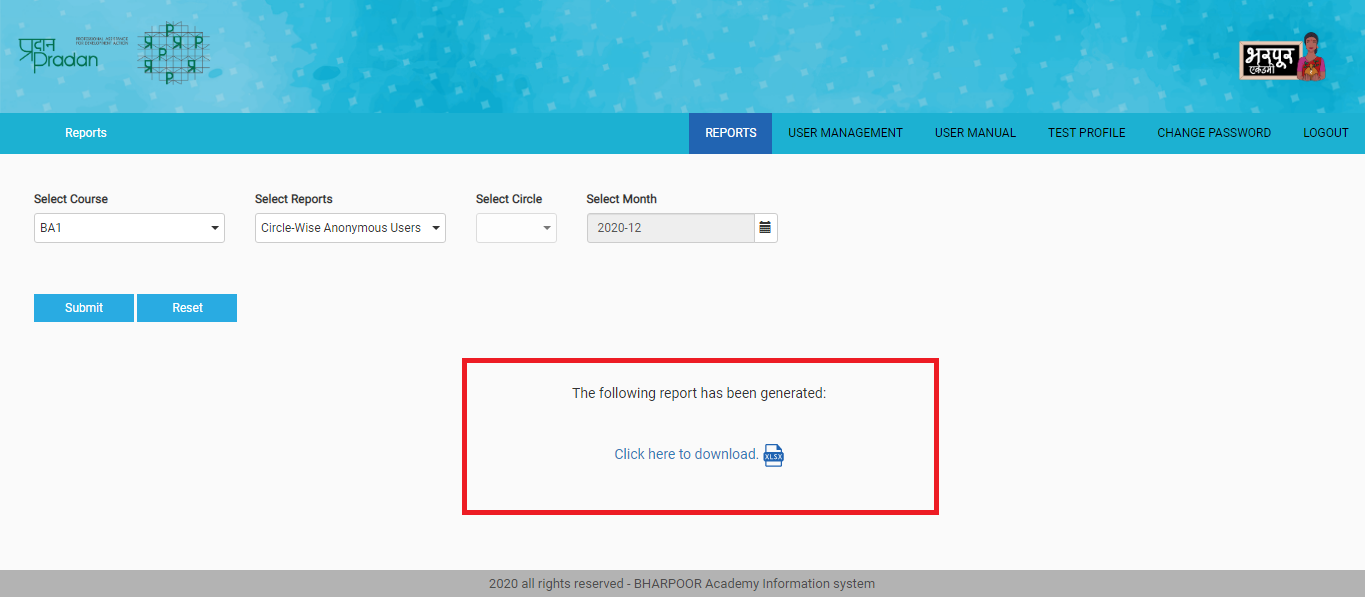 प्रदान
Pradan
PROFESSIONAL ASSISTANCE
FOR DEVELOPMENT ACTION
भरपूर
एकेडमी
Reports
REPORTS
USER MANAGEMENT
USER MANUAL
TEST PROFILE
CHANGE PASSWORD
LOGOUT
Select Course
Select Reports
Select Circle
Select Month
BA1
Circle-Wise Anonymous Users
2020-12
Submit
Reset
The following report has been generated:
Click here to download.
XLSX
2020 all rights reserved - BHARPOOR Academy Information system